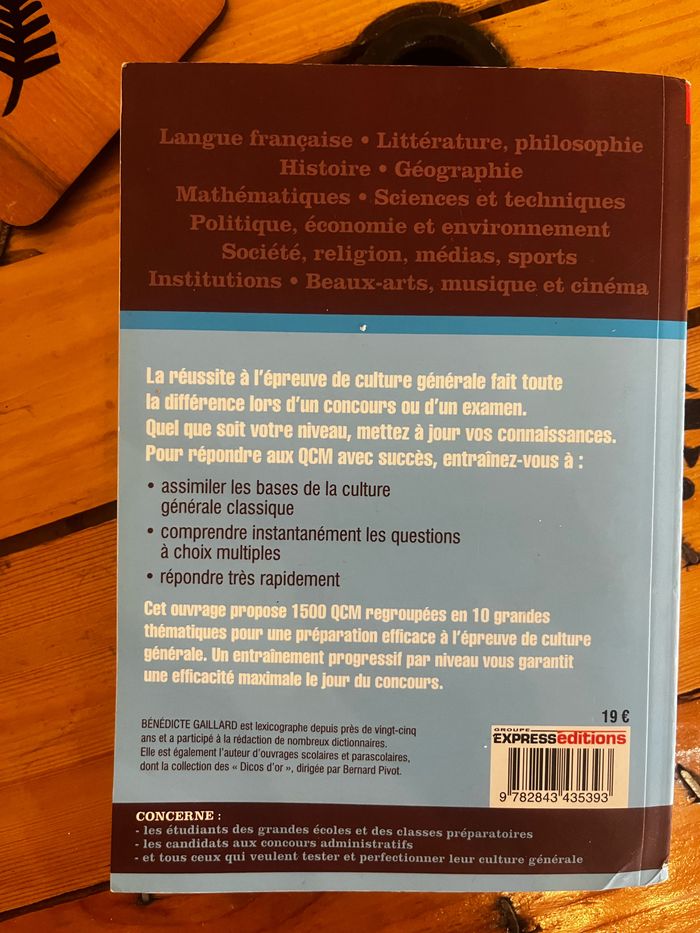 Langue française • Littérature, philosophie
Histoire • Géographie
Mathématiques • Sciences et techniques
Politique, économie et environnement
Société, religion, médias, sports
Institutions • Beaux-arts, musique et cinéma
La réussite à l'épreuve de culture générale fait toute
la différence lors d'un concours ou d'un examen.
Quel que soit votre niveau, mettez à jour vos connaissances.
Pour répondre aux QCM avec succès, entraînez-vous à :
• assimiler les bases de la culture
générale classique
• comprendre instantanément les questions
à choix multiples
• répondre très rapidement
Cet ouvrage propose 1500 QCM regroupées en 10 grandes
thématiques pour une préparation efficace à l'épreuve de culture
générale. Un entraînement progressif par niveau vous garantit
une efficacité maximale le jour du concours.
BÉNÉDICTE GAILLARD est lexicographe depuis près de vingt-cinq
ans et a participé à la rédaction de nombreux dictionnaires.
Elle est également l'auteur d'ouvrages scolaires et parascolaires,
dont la collection des « Dicos d'or », dirigée par Bernard Pivot.
19 €
GROUPE
EXPRESSéditions
9 782843 435393
CONCERNE :
- les étudiants des grandes écoles et des classes préparatoires
- les candidats aux concours administratifs
- et tous ceux qui veulent tester et perfectionner leur culture générale